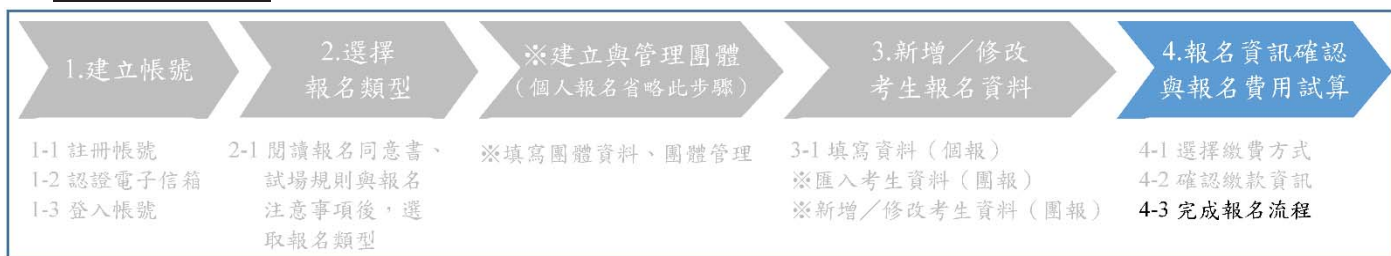 1.建立帳號
2.選擇
報名類型
※建立與管理團體
（個人報名省略此步驟）
3.新增／修改
考生報名資料
4.報名資訊確認
與報名費用試算
1-1 註冊帳號
1-2 認證電子信箱
1-3 登入帳號
2-1 閱讀報名同意書、
試場規則與報名
注意事項後，選
取報名類型
※填寫團體資料、團體管理
3-1 填寫資料（個報）
※匯入考生資料（團報）
※新增／修改考生資料（團報）
4-1 選擇繳費方式
4-2 確認繳款資訊
4-3 完成報名流程